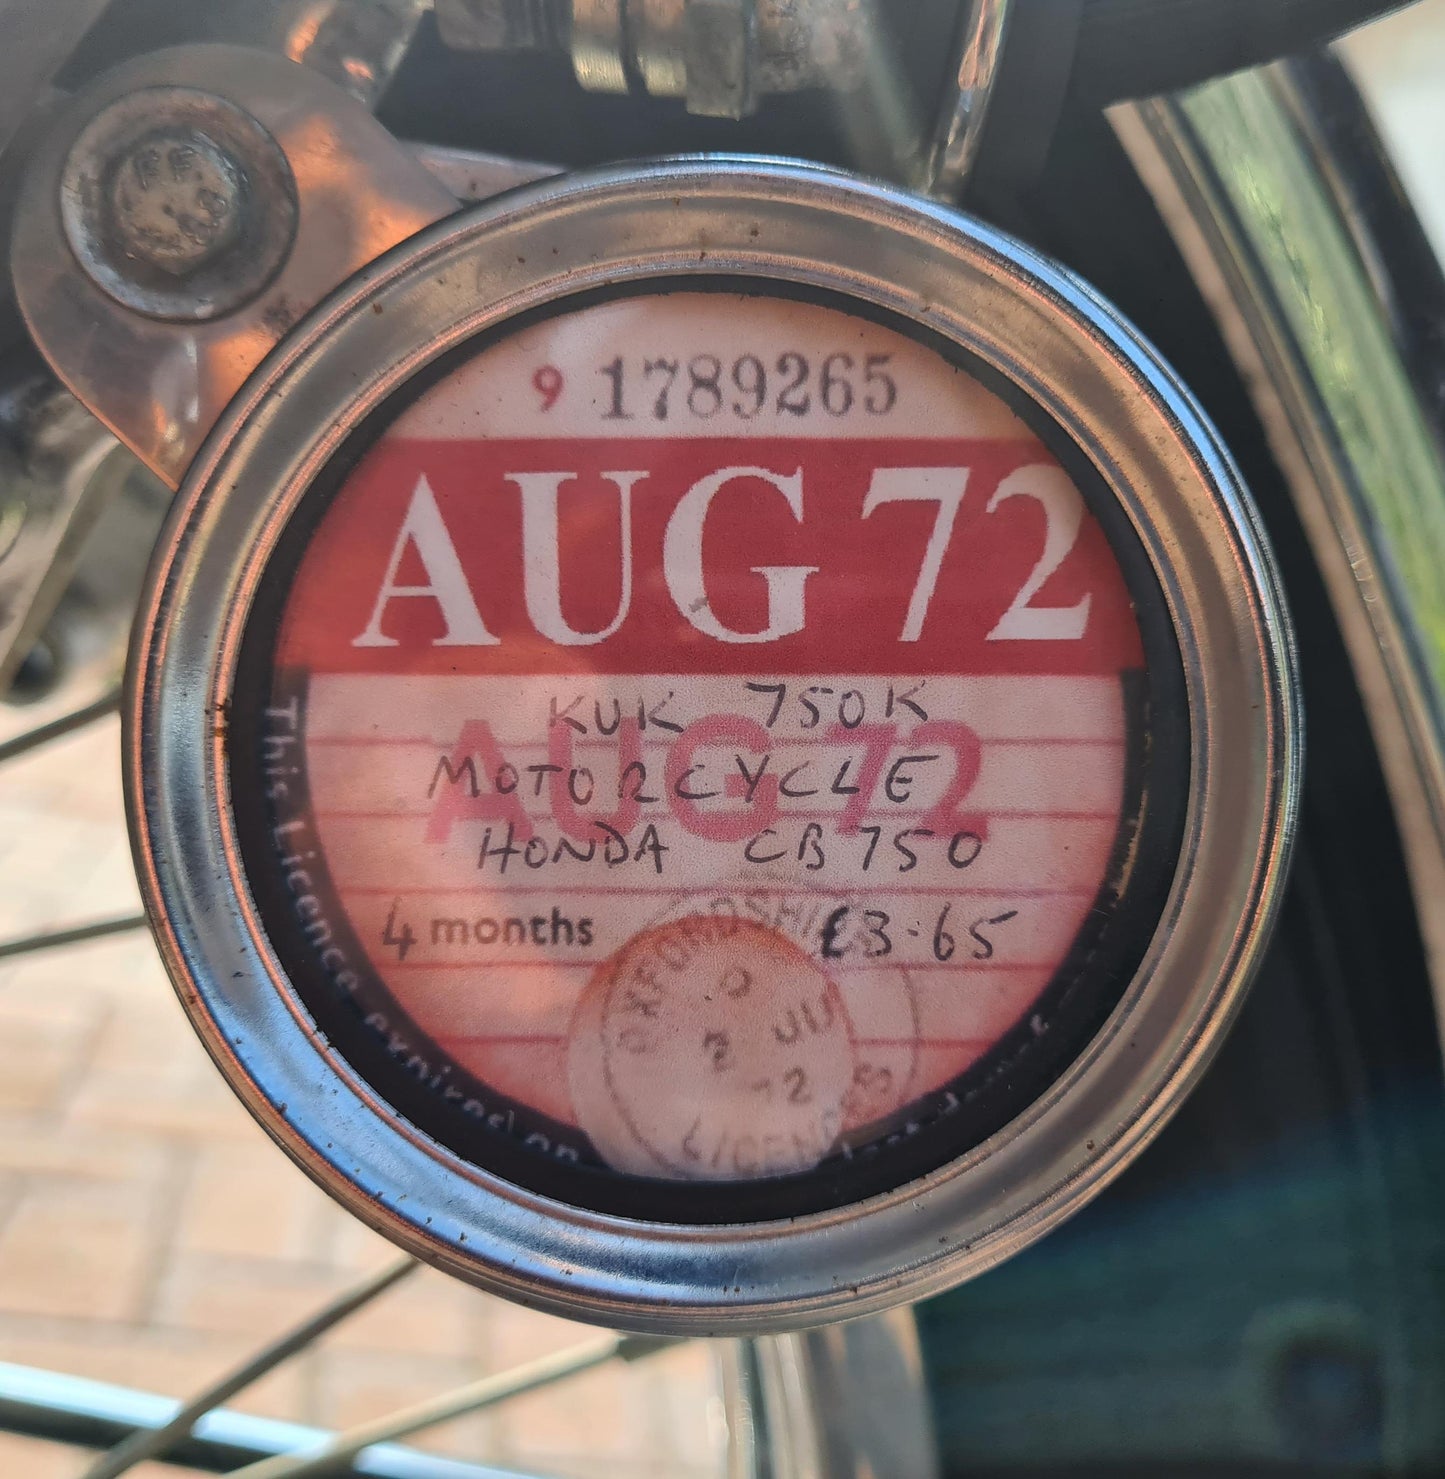 9 1789265
AUG 72
KUK 750K
AUG 72
MOTORCYCLE
HONDA CB750
4 months £3·65
OXFORDSHIRE
2 JU
72
LICENCES
This Licence expires on